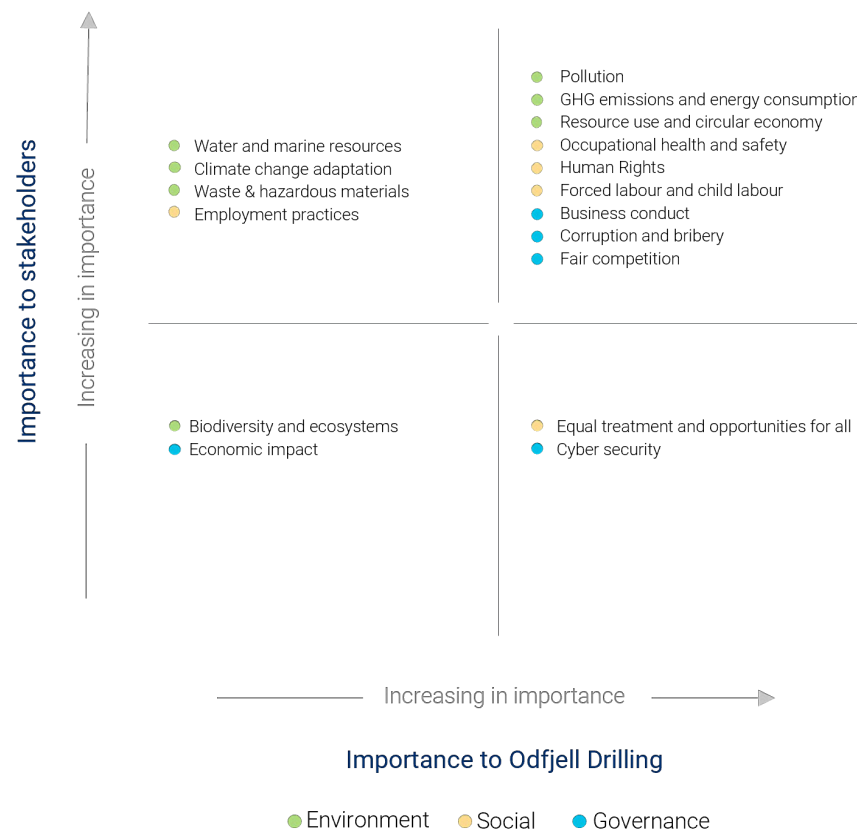 Importance to stakeholders
Increasing in importance
Water and marine resources
Climate change adaptation
Waste & hazardous materials
Employment practices
Pollution
GHG emissions and energy consumption
Resource use and circular economy
Occupational health and safety
Human Rights
Forced labour and child labour
Business conduct
Corruption and bribery
Fair competition
Biodiversity and ecosystems
Economic impact
Equal treatment and opportunities for all
Cyber security
Increasing in importance
Importance to Odfjell Drilling
Environment
Social
Governance